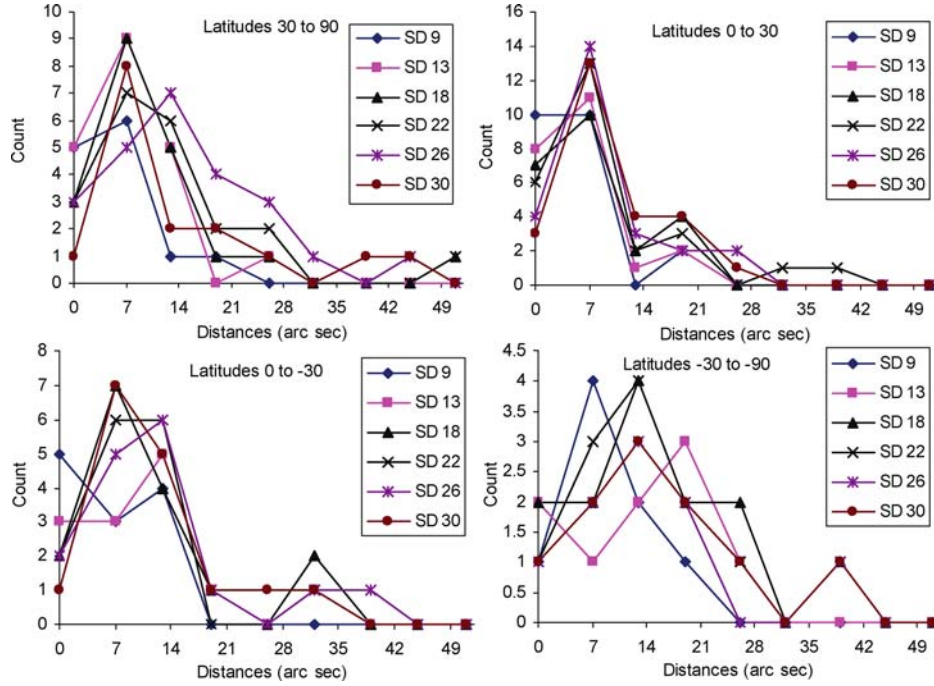 Latitudes 30 to 90
10
9
8
7
6
5
4
3
2
1
0
Count
SD 9
SD 13
SD 18
SD 22
SD 26
SD 30
0 7 14 21 28 35 42 49
Distances (arc sec)
Latitudes 0 to 30
16
14
12
10
8
6
4
2
0
Count
SD 9
SD 13
SD 18
SD 22
SD 26
SD 30
0 7 14 21 28 35 42 49
Distances (arc sec)
Latitudes 0 to -30
8
7
6
5
4
3
2
1
0
Count
SD 9
SD 13
SD 18
SD 22
SD 26
SD 30
0 7 14 21 28 35 42 49
Distances (arc sec)
Latitudes -30 to -90
4.5
4
3.5
3
2.5
2
1.5
1
0.5
0
Count
SD 9
SD 13
SD 18
SD 22
SD 26
SD 30
0 7 14 21 28 35 42 49
Distances (arc sec)